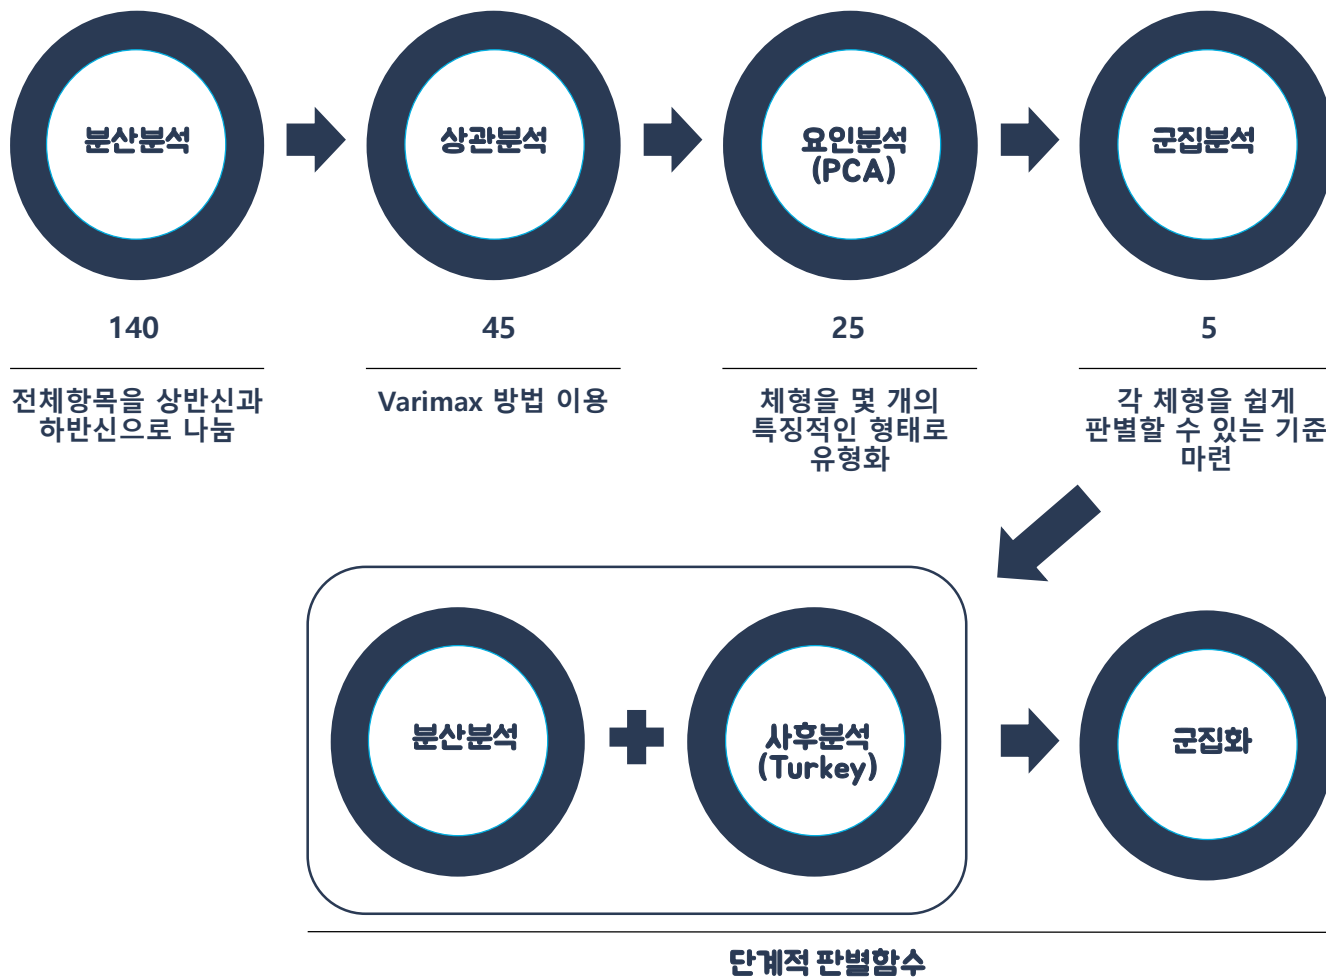 분산분석
상관분석
요인분석
(PCA)
군집분석
140
45
25
5
전체항목을 상반신과
하반신으로 나눔
Varimax 방법 이용
체형을 몇 개의
특징적인 형태로
유형화
각 체형을 쉽게
판별할 수 있는 기준
마련
분산분석
사후분석
(Turkey)
군집화
단계적 판별함수